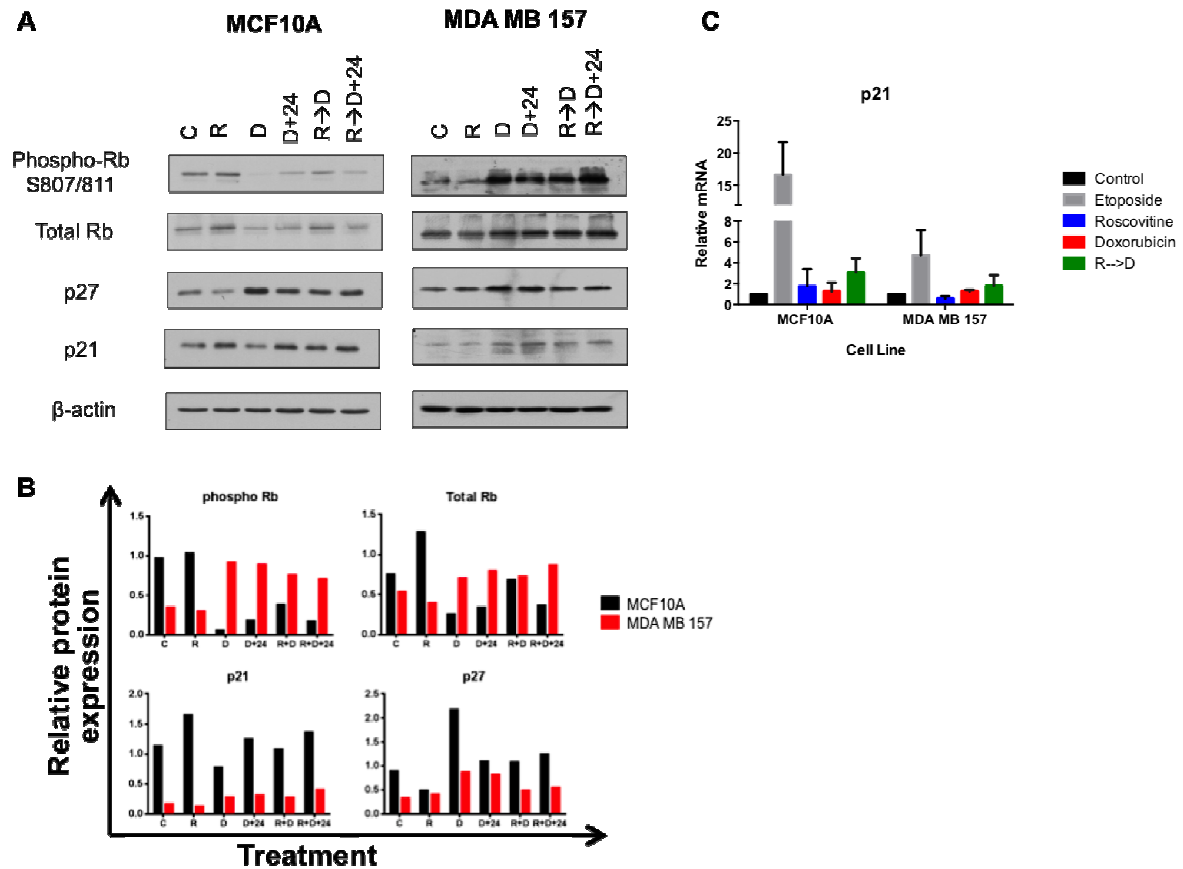 A
MCF10A
MDA MB 157
C R D D+24 R→D R→D+24
C R D D+24 R→D R→D+24
Phospho-Rb
S807/811
Total Rb
p27
p21
β-actin
C
p21
25
20
15
8
6
4
2
0
Relative mRNA
MCF10A MDA MB 157
Cell Line
Control
Etoposide
Roscovitine
Doxorubicin
R-->D
B
Relative protein
expression
phospho Rb
1.5
1.0
0.5
0.0
C R D D+24 R+D R+D+24
Total Rb
1.5
1.0
0.5
0.0
C R D D+24 R+D R+D+24
MCF10A
MDA MB 157
p21
2.0
1.5
1.0
0.5
0.0
C R D D+24 R+D R+D+24
p27
2.5
2.0
1.5
1.0
0.5
0.0
C R D D+24 R+D R+D+24
Treatment